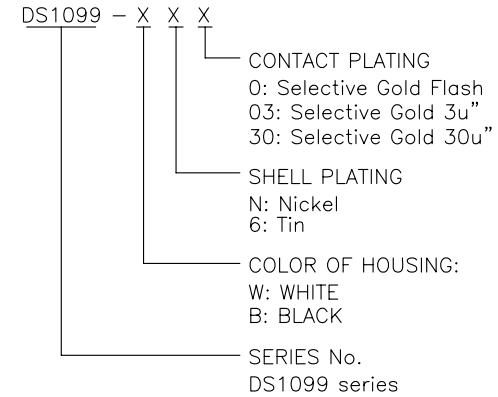 DS1099 - X X X
CONTACT PLATING
0: Selective Gold Flash
03: Selective Gold 3u"
30: Selective Gold 30u"
SHELL PLATING
N: Nickel
6: Tin
COLOR OF HOUSING:
W: WHITE
B: BLACK
SERIES No.
DS1099 series